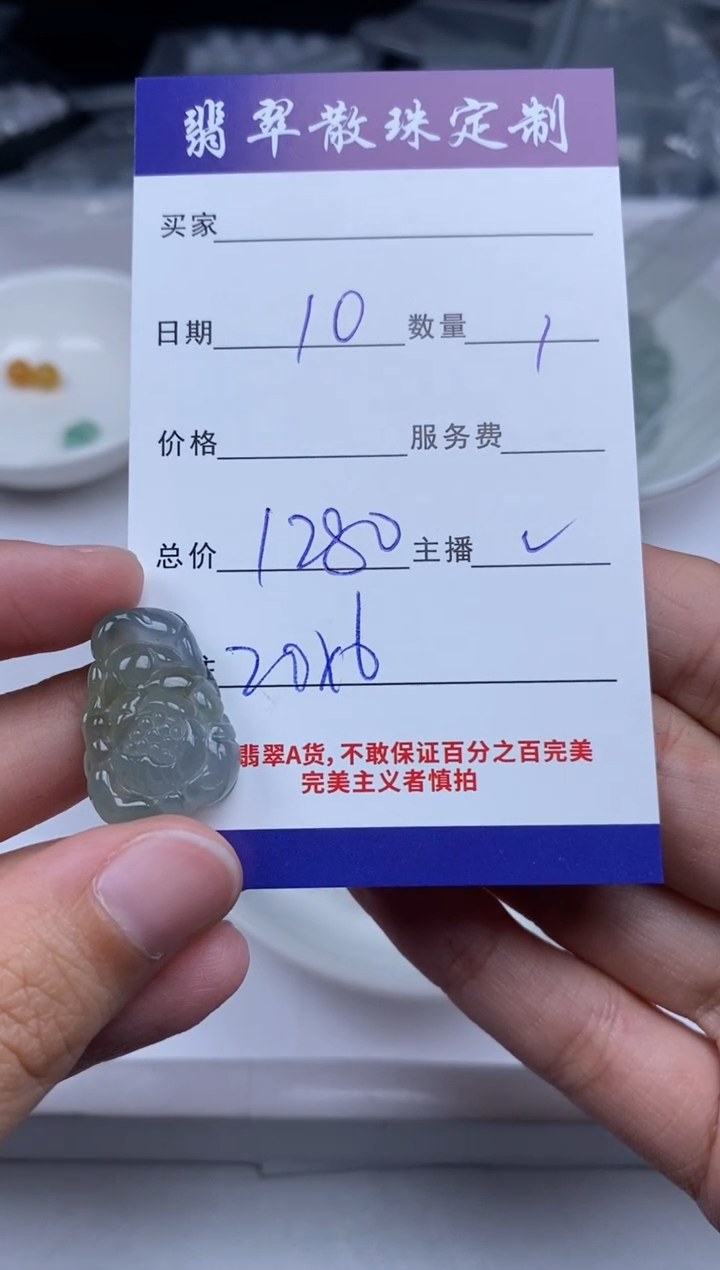 翡翠散珠定制
买家
日期 10 数量 1
价格 服务费
总价 1280 主播 ✓
20x6
翡翠A货,不敢保证百分之百完美
完美主义者慎拍